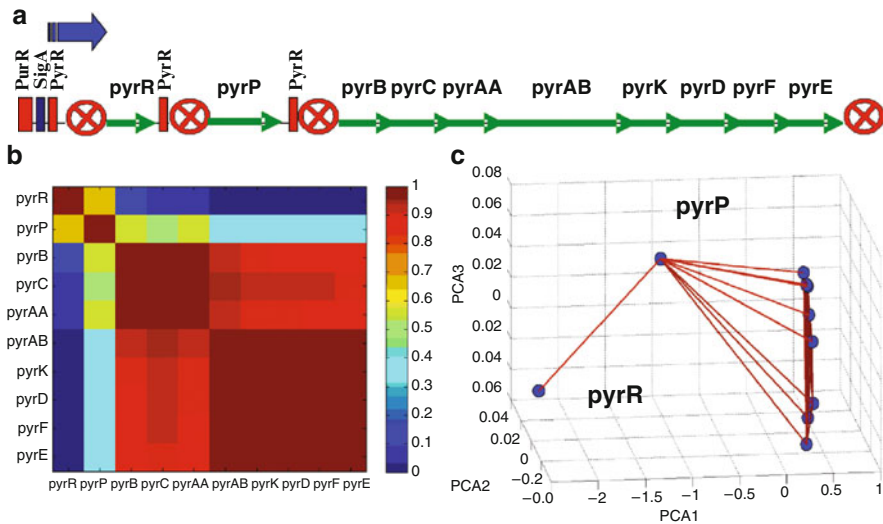 a
PurR
SigA
PyrR
pyrR
PyrR
pyrP
PyrR
pyrB pyrC pyrAA pyrAB pyrK pyrD pyrF pyrE
b
pyrR
pyrP
pyrB
pyrC
pyrAA
pyrAB
pyrK
pyrD
pyrF
pyrE
pyrR pyrP pyrB pyrC pyrAA pyrAB pyrK pyrD pyrF pyrE
1
0.9
0.8
0.7
0.6
0.5
0.4
0.3
0.2
0.1
0
c
0.08
0.06
0.04
0.02
0
0.02
0.04
0.06
PCA3
pyrP
pyrR
0.04
0.02
0
-0.2
PCA2
-0.0 -2 -1.5 -1 -0.5 0 0.5 1
PCA1